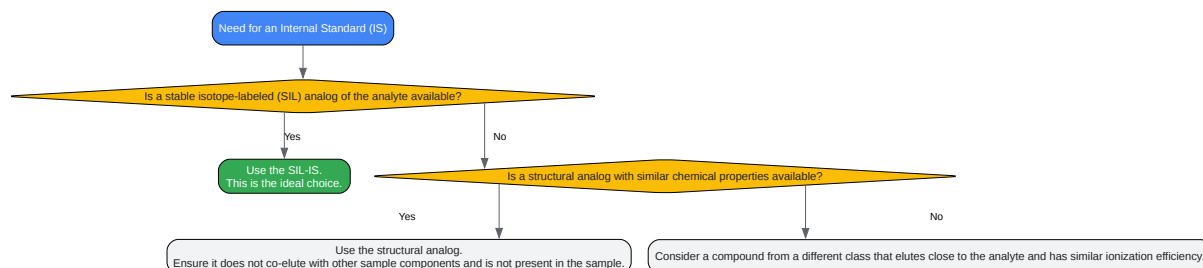 Need for an Internal Standard (IS)
Is a stable isotope-labeled (SIL) analog of the analyte available?
Yes
No
Use the SIL-IS.
This is the ideal choice.
Is a structural analog with similar chemical properties available?
Yes
No
Use the structural analog.
Ensure it does not co-elute with other sample components and is not present in the sample.
Consider a compound from a different class that elutes close to the analyte and has similar ionization efficiency